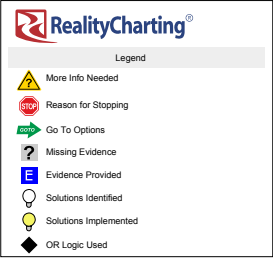 RealityCharting®
Legend
?
More Info Needed
STOP
Reason for Stopping
GOTO
Go To Options
?
Missing Evidence
E
Evidence Provided
Solutions Identified
Solutions Implemented
OR Logic Used